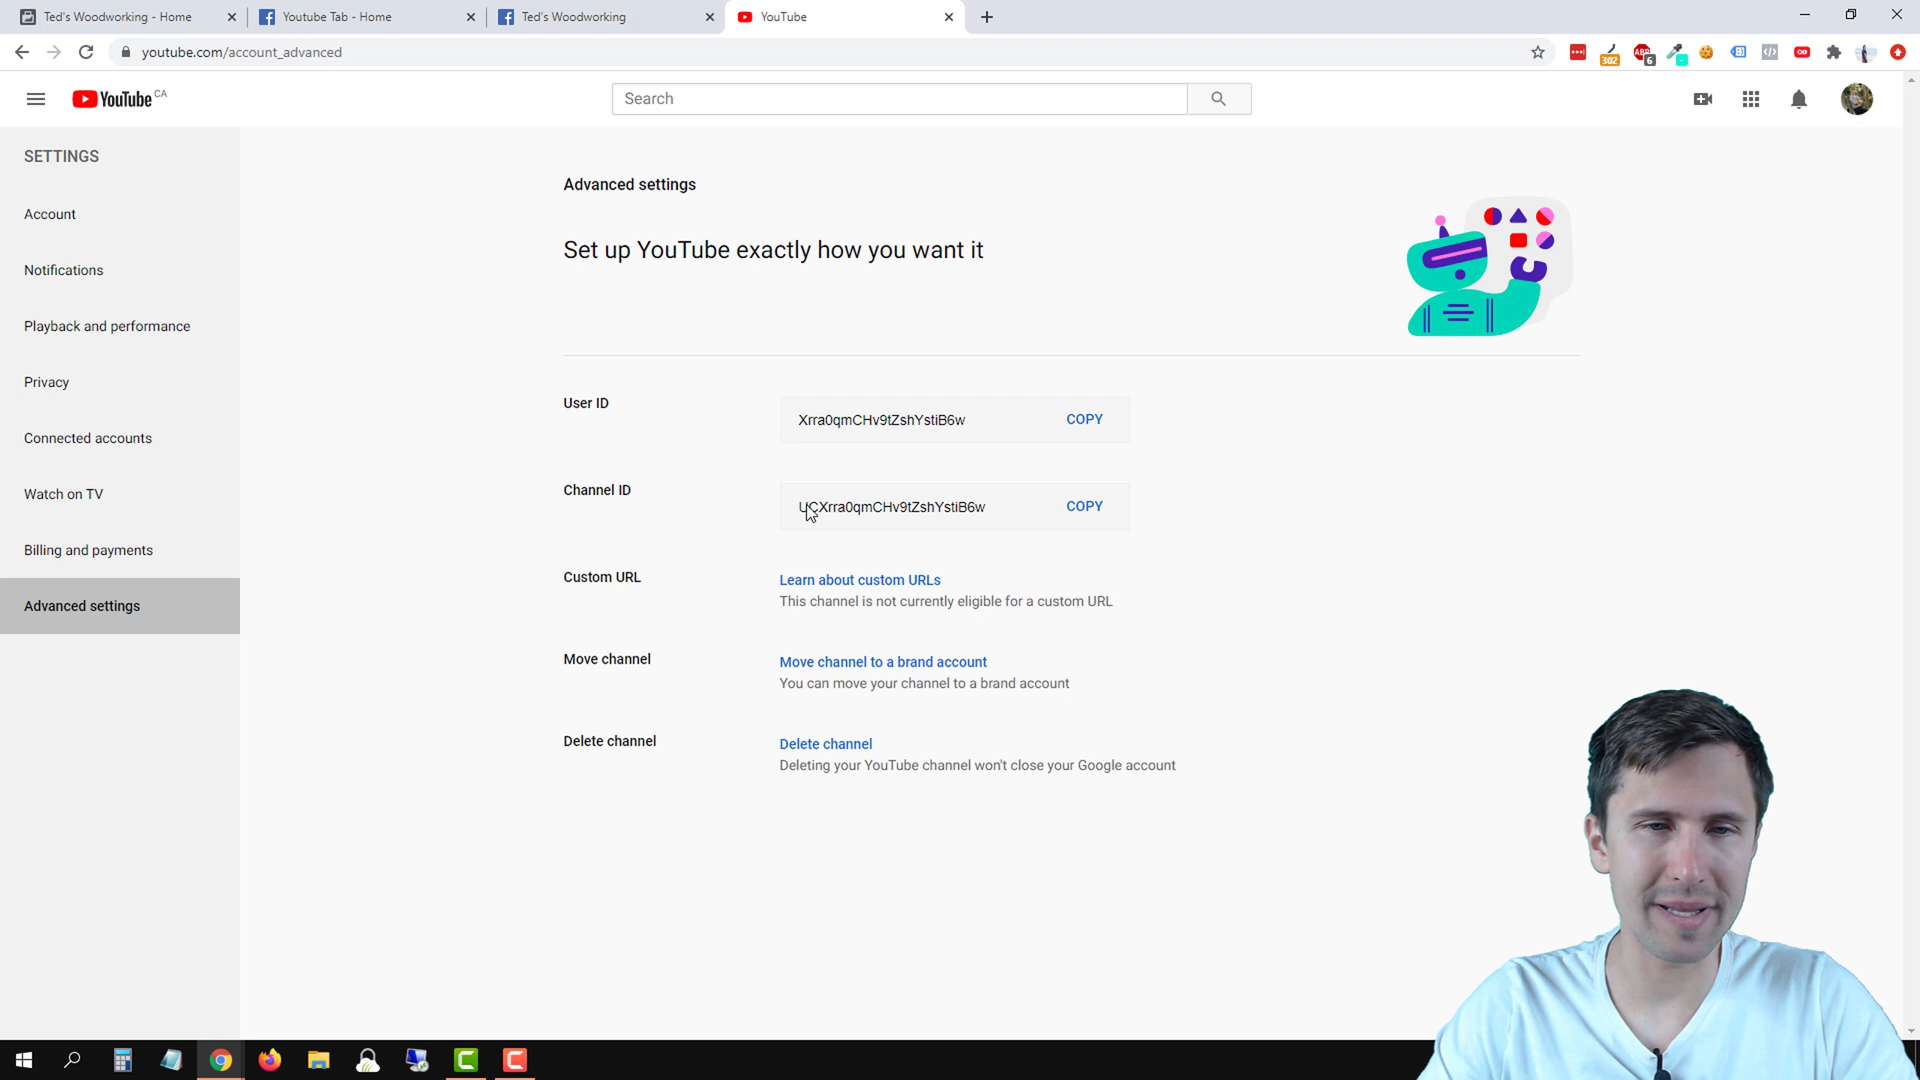 Ted's Woodworking - Home
Youtube Tab - Home
Ted's Woodworking
YouTube
youtube.com/account_advanced
302
ABP
6
YouTube CA
Search
SETTINGS
Account
Notifications
Playback and performance
Privacy
Connected accounts
Watch on TV
Billing and payments
Advanced settings
Advanced settings
Set up YouTube exactly how you want it
User ID
Xrra0qmCHv9tZshYstiB6w
COPY
Channel ID
UCXrra0qmCHv9tZshYstiB6w
COPY
Custom URL
Learn about custom URLs
This channel is not currently eligible for a custom URL
Move channel
Move channel to a brand account
You can move your channel to a brand account
Delete channel
Delete channel
Deleting your YouTube channel won't close your Google account